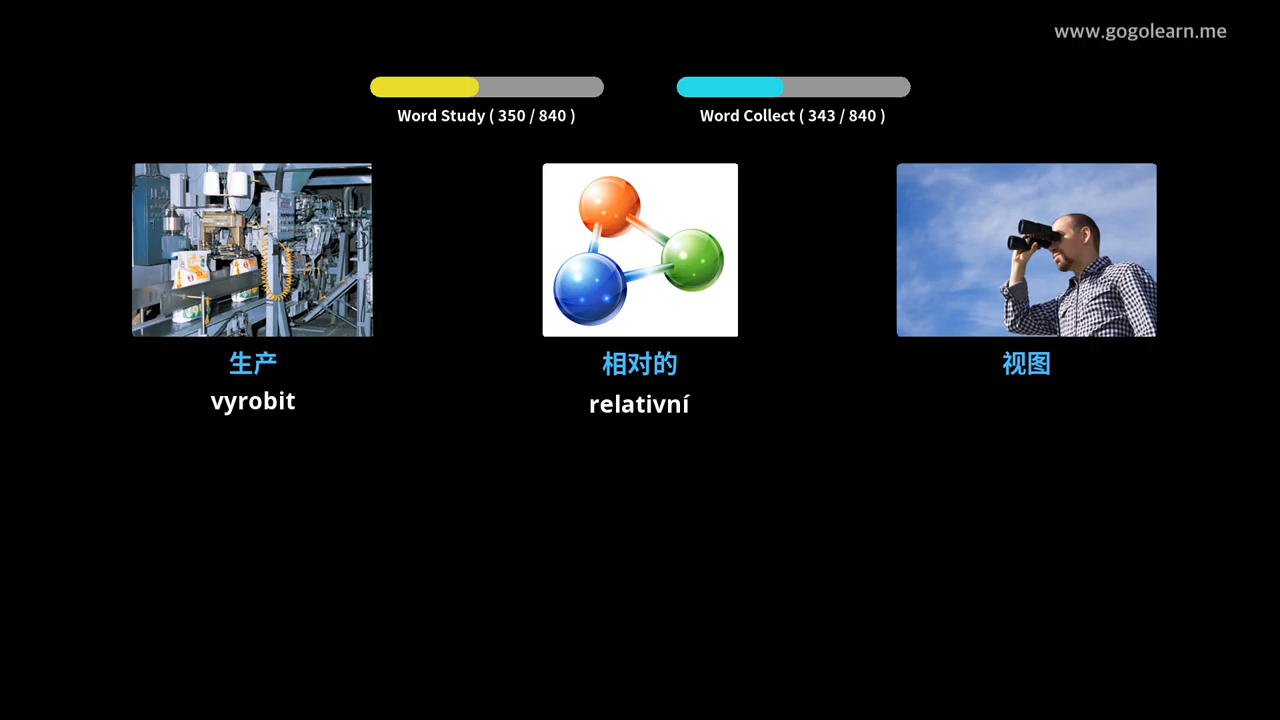 www.gogolearn.me
Word Study ( 350 / 840 )
Word Collect ( 343 / 840 )
生产
相对的
视图
vyrobit
relativní